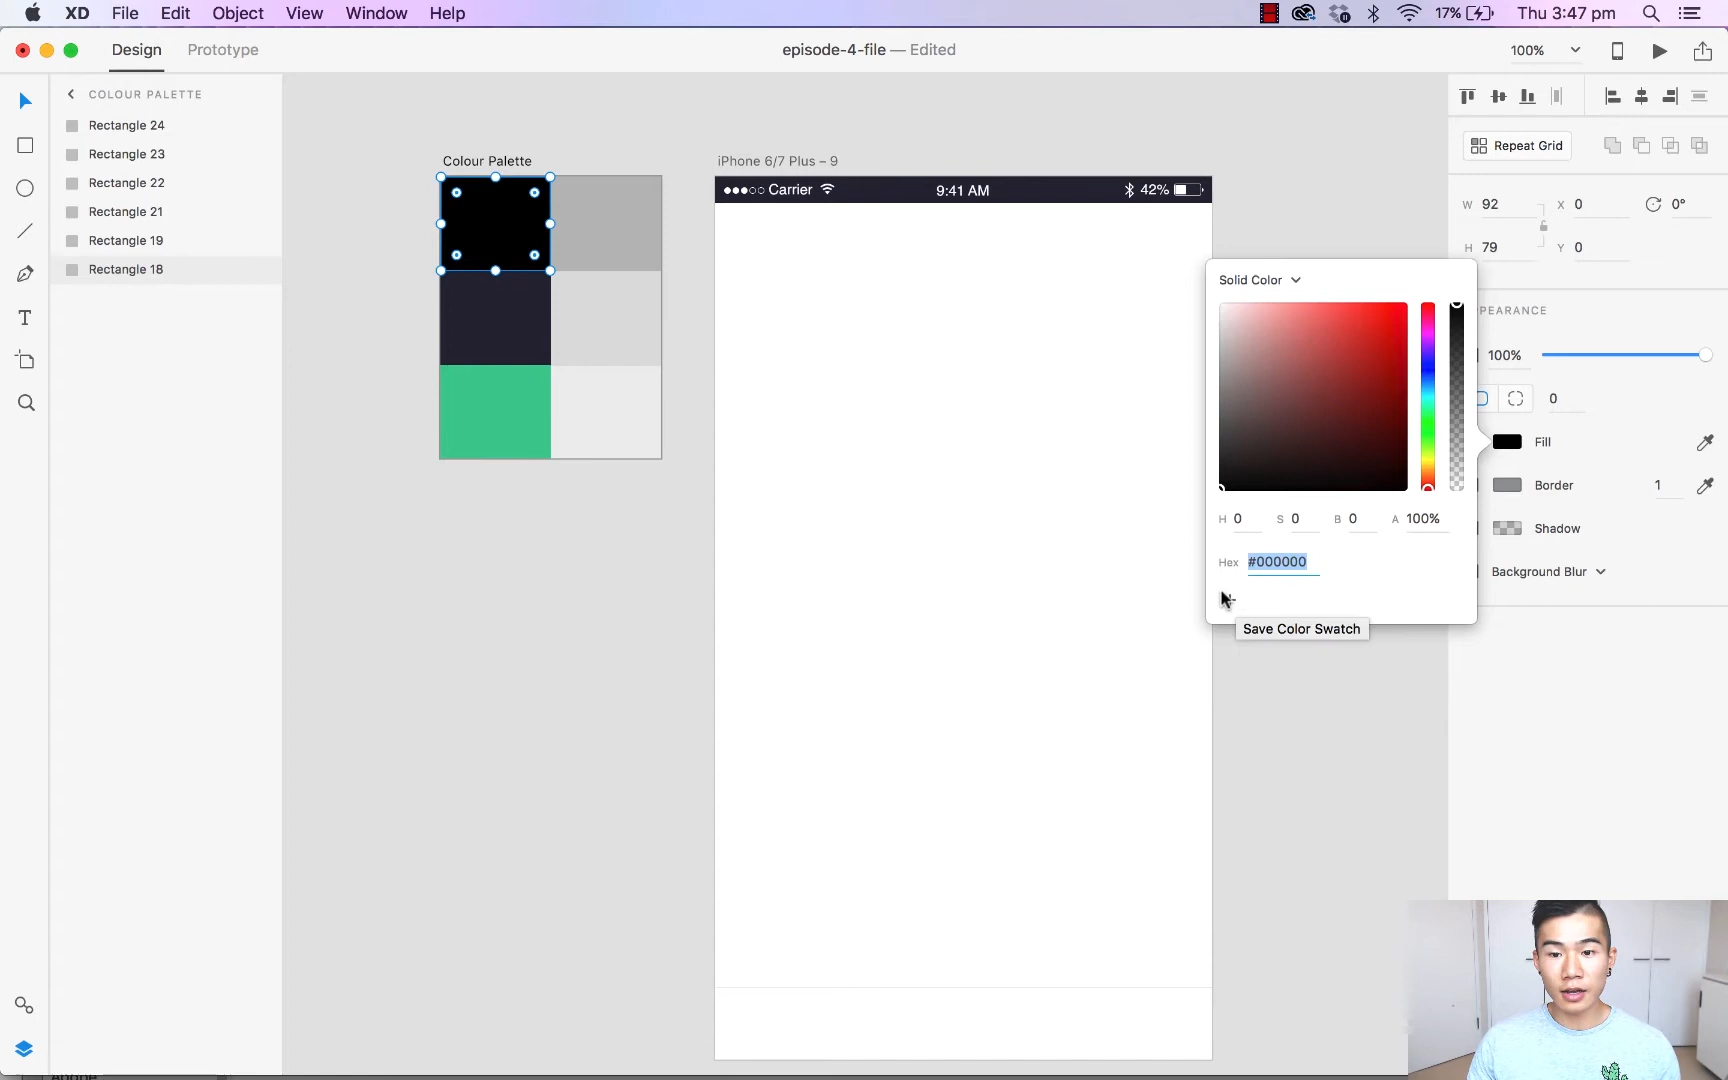 XD File Edit Object View Window Help
17% Thu 3:47 pm
Design Prototype
episode-4-file — Edited
100%
COLOUR PALETTE
Rectangle 24
Rectangle 23
Rectangle 22
Rectangle 21
Rectangle 19
Rectangle 18
Colour Palette
iPhone 6/7 Plus – 9
Carrier
9:41 AM
42%
Repeat Grid
W 92 X 0 0°
H 79 Y 0
PEARANCE
100%
0
Fill
Border 1
Shadow
Background Blur
Solid Color
H 0 S 0 B 0 A 100%
Hex #000000
Save Color Swatch